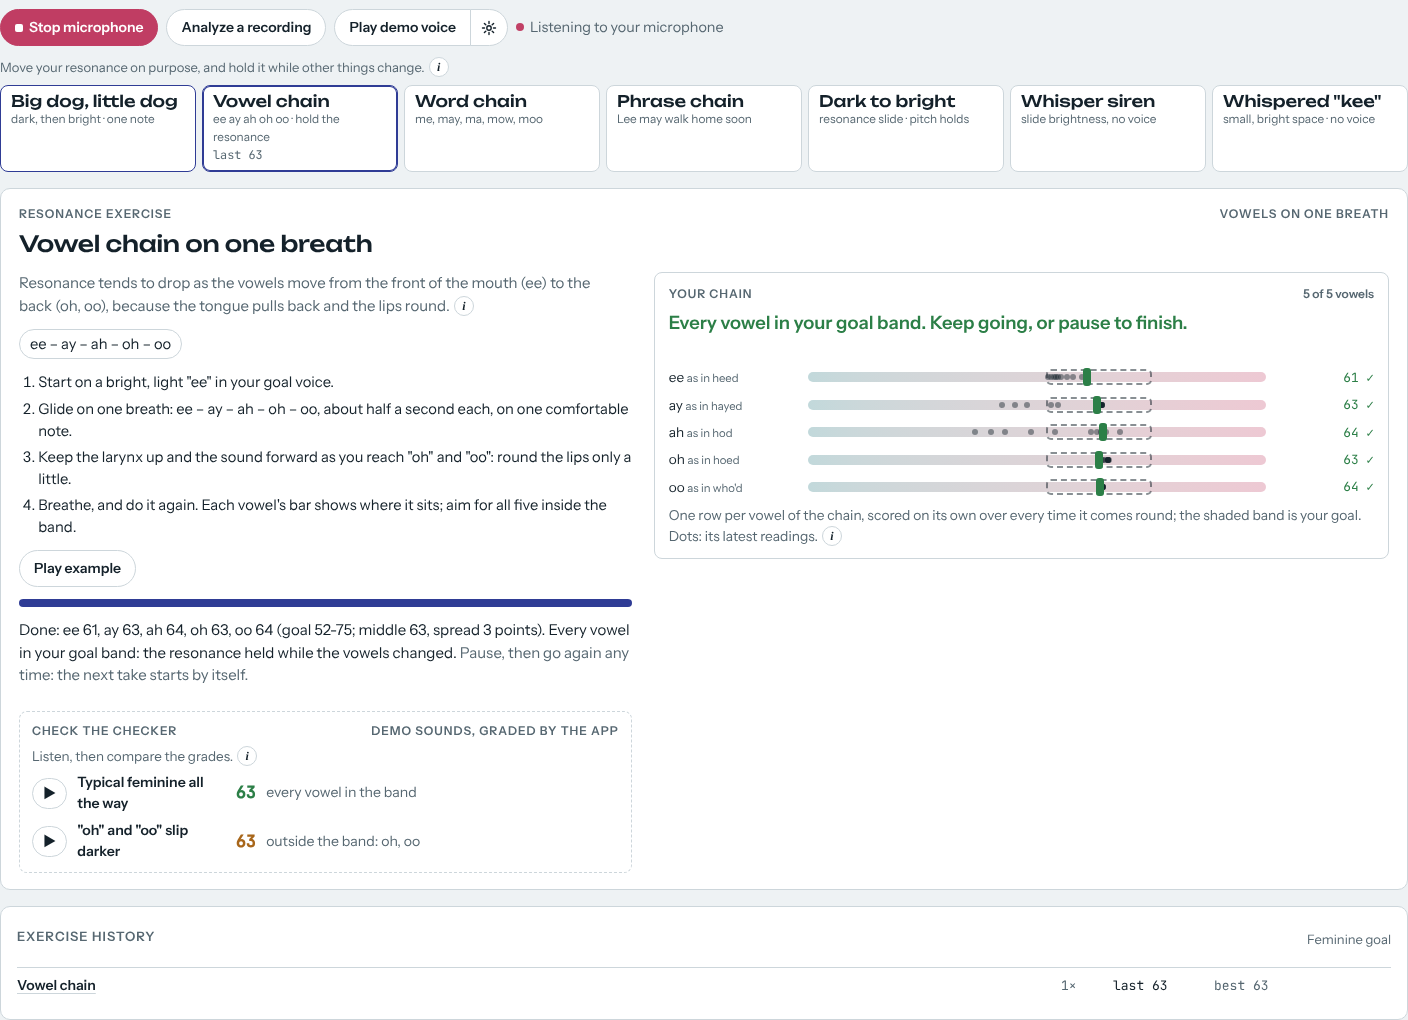 Stop microphone
Analyze a recording
Play demo voice
Listening to your microphone
Move your resonance on purpose, and hold it while other things change. i
Big dog, little dog
dark, then bright · one note
Vowel chain
ee ay ah oh oo · hold the
resonance
last 63
Word chain
me, may, ma, mow, moo
Phrase chain
Lee may walk home soon
Dark to bright
resonance slide · pitch holds
Whisper siren
slide brightness, no voice
Whispered "kee"
small, bright space · no voice
RESONANCE EXERCISE
VOWELS ON ONE BREATH
Vowel chain on one breath
Resonance tends to drop as the vowels move from the front of the mouth (ee) to the
back (oh, oo), because the tongue pulls back and the lips round. i
ee – ay – ah – oh – oo
1. Start on a bright, light "ee" in your goal voice.
2. Glide on one breath: ee – ay – ah – oh – oo, about half a second each, on one comfortable
note.
3. Keep the larynx up and the sound forward as you reach "oh" and "oo": round the lips only a
little.
4. Breathe, and do it again. Each vowel's bar shows where it sits; aim for all five inside the
band.
Play example
Done: ee 61, ay 63, ah 64, oh 63, oo 64 (goal 52-75; middle 63, spread 3 points). Every vowel
in your goal band: the resonance held while the vowels changed. Pause, then go again any
time: the next take starts by itself.
CHECK THE CHECKER
DEMO SOUNDS, GRADED BY THE APP
Listen, then compare the grades. i
Typical feminine all
the way
63 every vowel in the band
"oh" and "oo" slip
darker
63 outside the band: oh, oo
YOUR CHAIN
5 of 5 vowels
Every vowel in your goal band. Keep going, or pause to finish.
ee as in heed 61 ✓
ay as in hayed 63 ✓
ah as in hod 64 ✓
oh as in hoed 63 ✓
oo as in who'd 64 ✓
One row per vowel of the chain, scored on its own over every time it comes round; the shaded band is your goal.
Dots: its latest readings. i
EXERCISE HISTORY
Feminine goal
Vowel chain 1× last 63 best 63